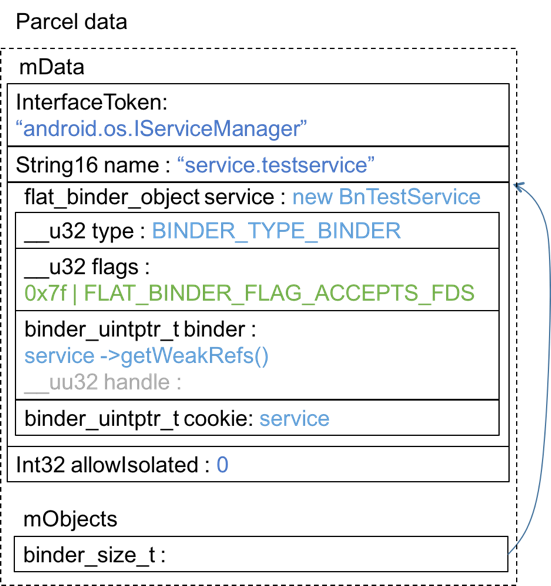 Parcel data
mData
InterfaceToken:
“android.os.IServiceManager”
String16 name : “service.testservice”
flat_binder_object service : new BnTestService
__u32 type : BINDER_TYPE_BINDER
__u32 flags :
0x7f | FLAT_BINDER_FLAG_ACCEPTS_FDS
binder_uintptr_t binder :
service ->getWeakRefs()
__uu32 handle :
binder_uintptr_t cookie: service
Int32 allowIsolated : 0
mObjects
binder_size_t :